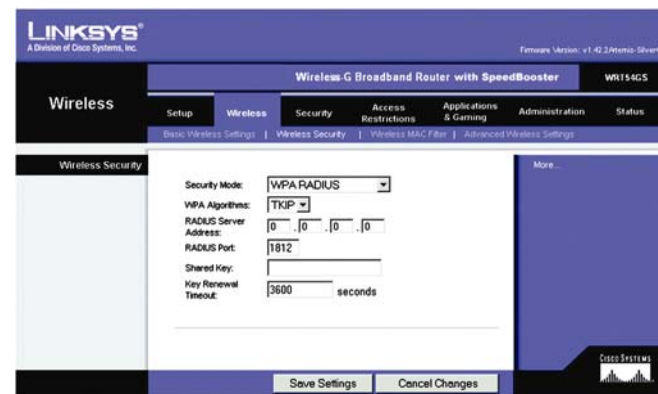 LINKSYS®
A Division of Cisco Systems, Inc.
Firmware Version: v1.42.2
Wireless-G Broadband Router with SpeedBooster
WRT54GS
Wireless
Setup
Wireless
Security
Access
Restrictions
Applications
& Gaming
Administration
Status
Basic Wireless Settings | Wireless Security | Wireless MAC Filter | Advanced Wireless Settings
Wireless Security
More...
Security Mode: WPA RADIUS
WPA Algorithms: TKIP
RADIUS Server
Address: 0 . 0 . 0 . 0
RADIUS Port: 1812
Shared Key:
Key Renewal
Timeout: 3600 seconds
Save Settings
Cancel Changes
CISCO SYSTEMS